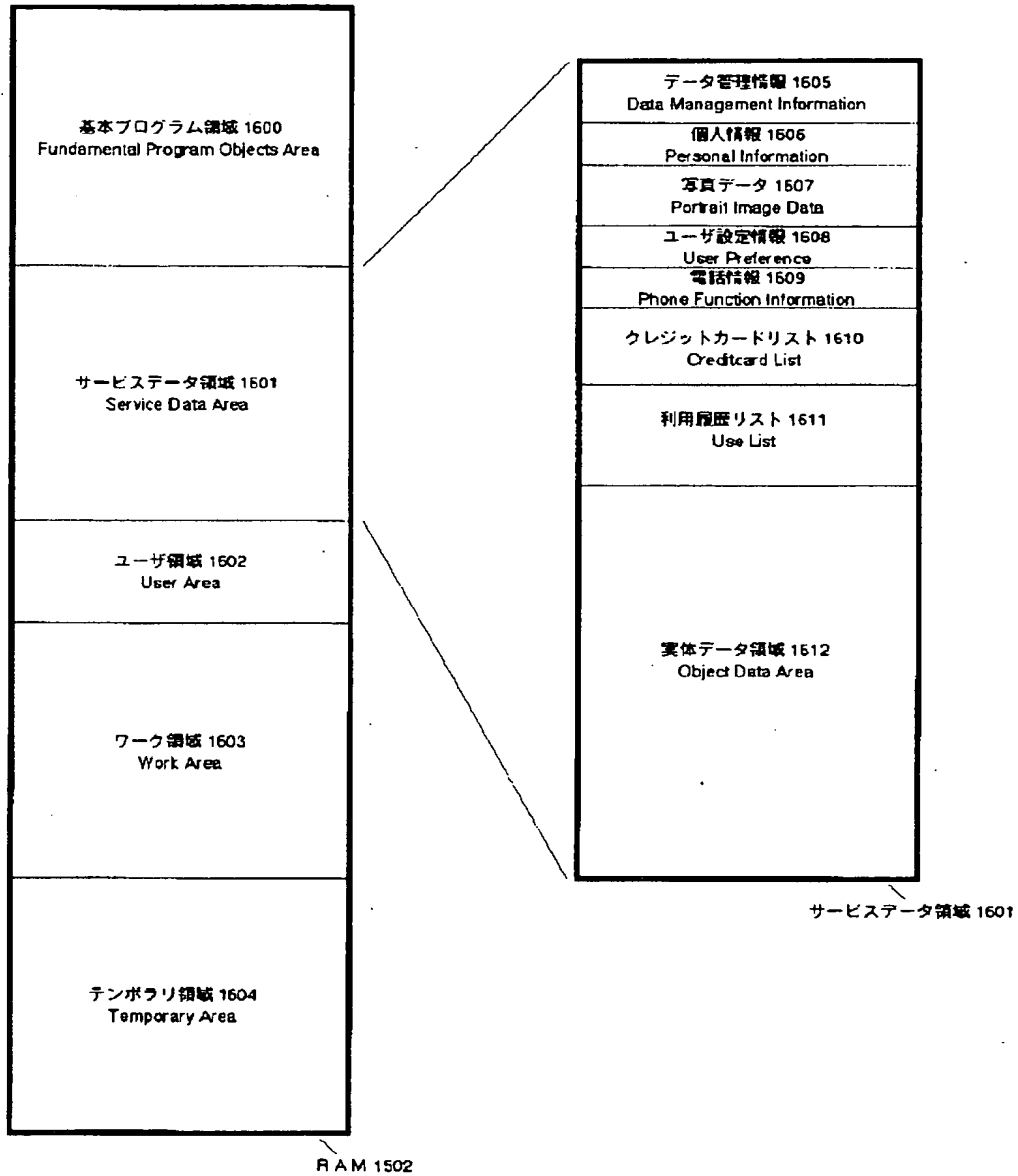 基本プログラム領域 1600
Fundamental Program Objects Area
サービスデータ領域 1601
Service Data Area
ユーザ領域 1602
User Area
ワーク領域 1603
Work Area
テンポラリ領域 1604
Temporary Area
RAM 1502
データ管理情報 1605
Data Management Information
個人情報 1606
Personal Information
写真データ 1607
Portrait Image Data
ユーザ設定情報 1608
User Preference
電話情報 1609
Phone Function Information
クレジットカードリスト 1610
Creditcard List
利用履歴リスト 1611
Use List
実体データ領域 1612
Object Data Area
サービスデータ領域 1601